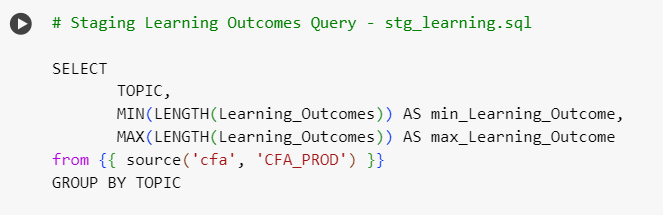 # Staging Learning Outcomes Query - stg_learning.sql
SELECT
TOPIC,
MIN(LENGTH(Learning_Outcomes)) AS min_Learning_Outcome,
MAX(LENGTH(Learning_Outcomes)) AS max_Learning_Outcome
from {{ source('cfa', 'CFA_PROD') }}
GROUP BY TOPIC